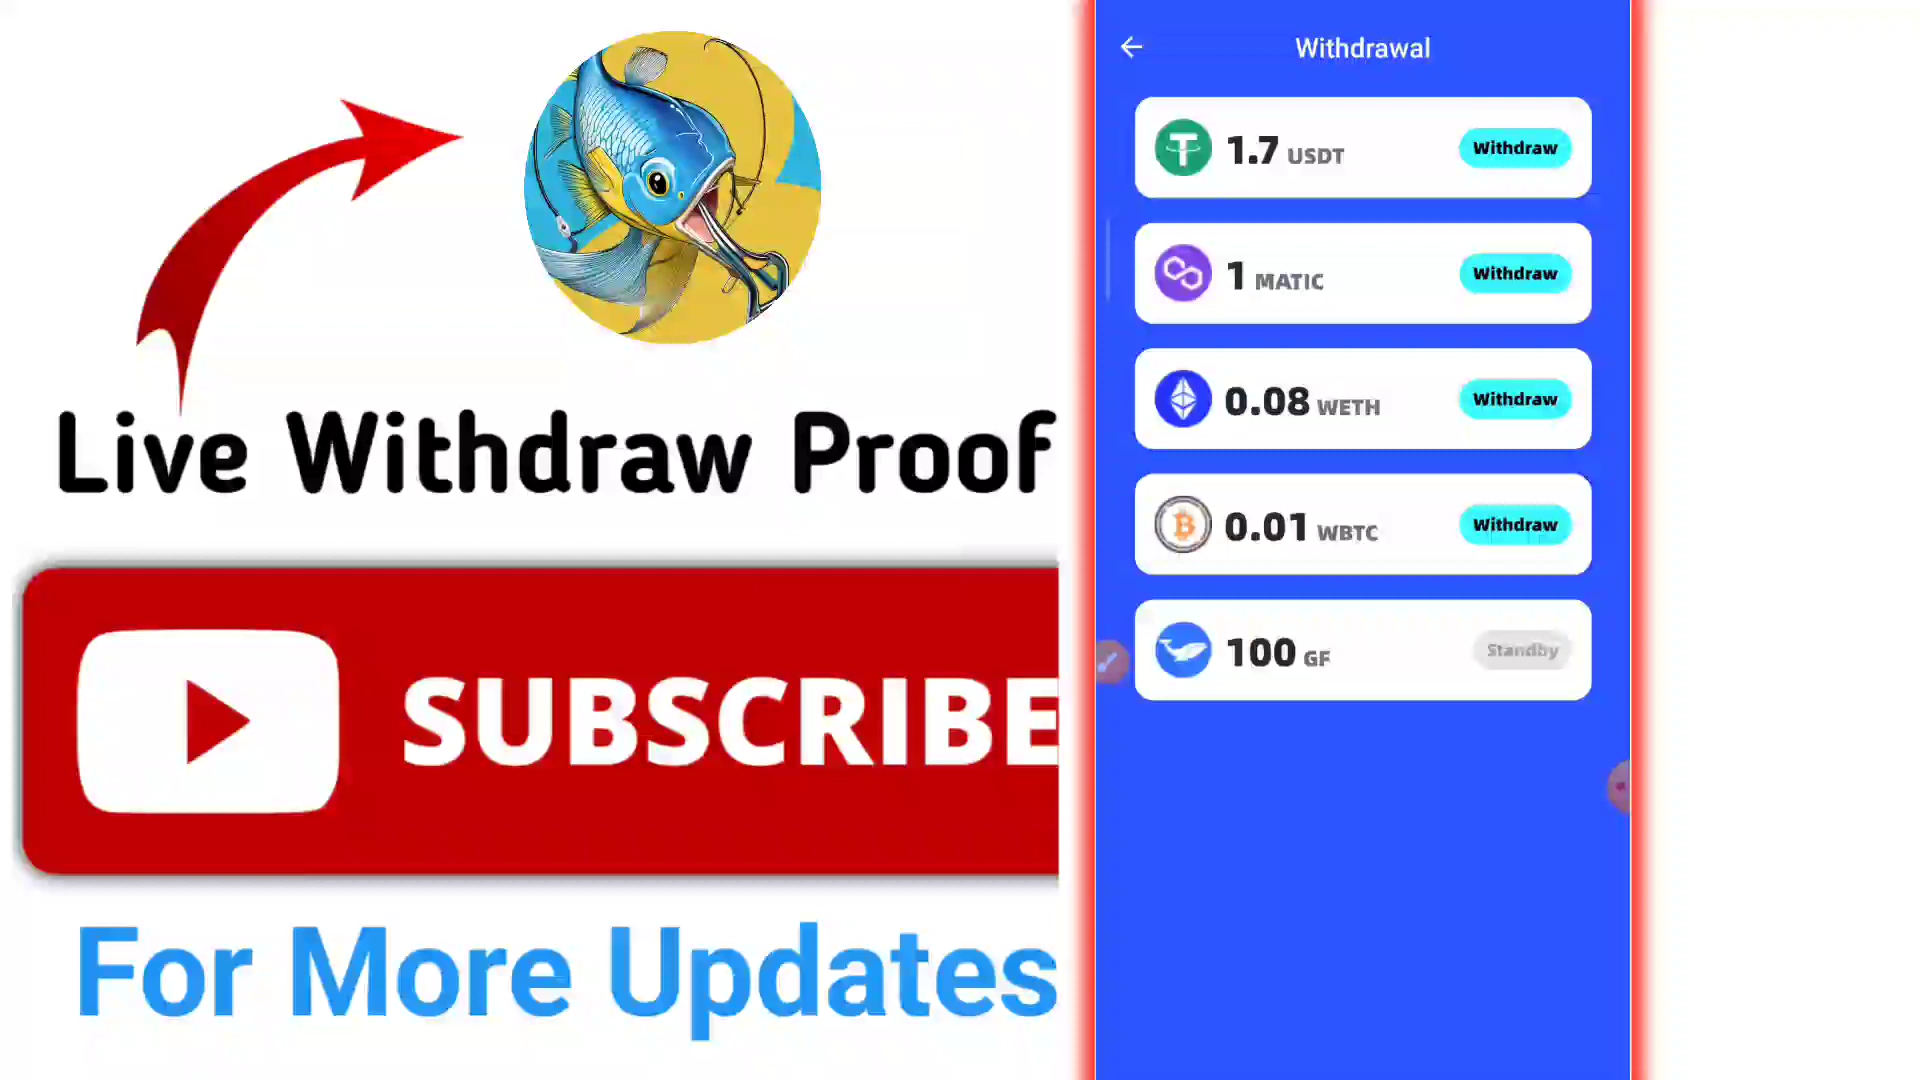 Live Withdraw Proof
SUBSCRIBE
For More Updates
Withdrawal
1.7 USDT
Withdraw
1 MATIC
Withdraw
0.08 WETH
Withdraw
0.01 WBTC
Withdraw
100 GF
Standby